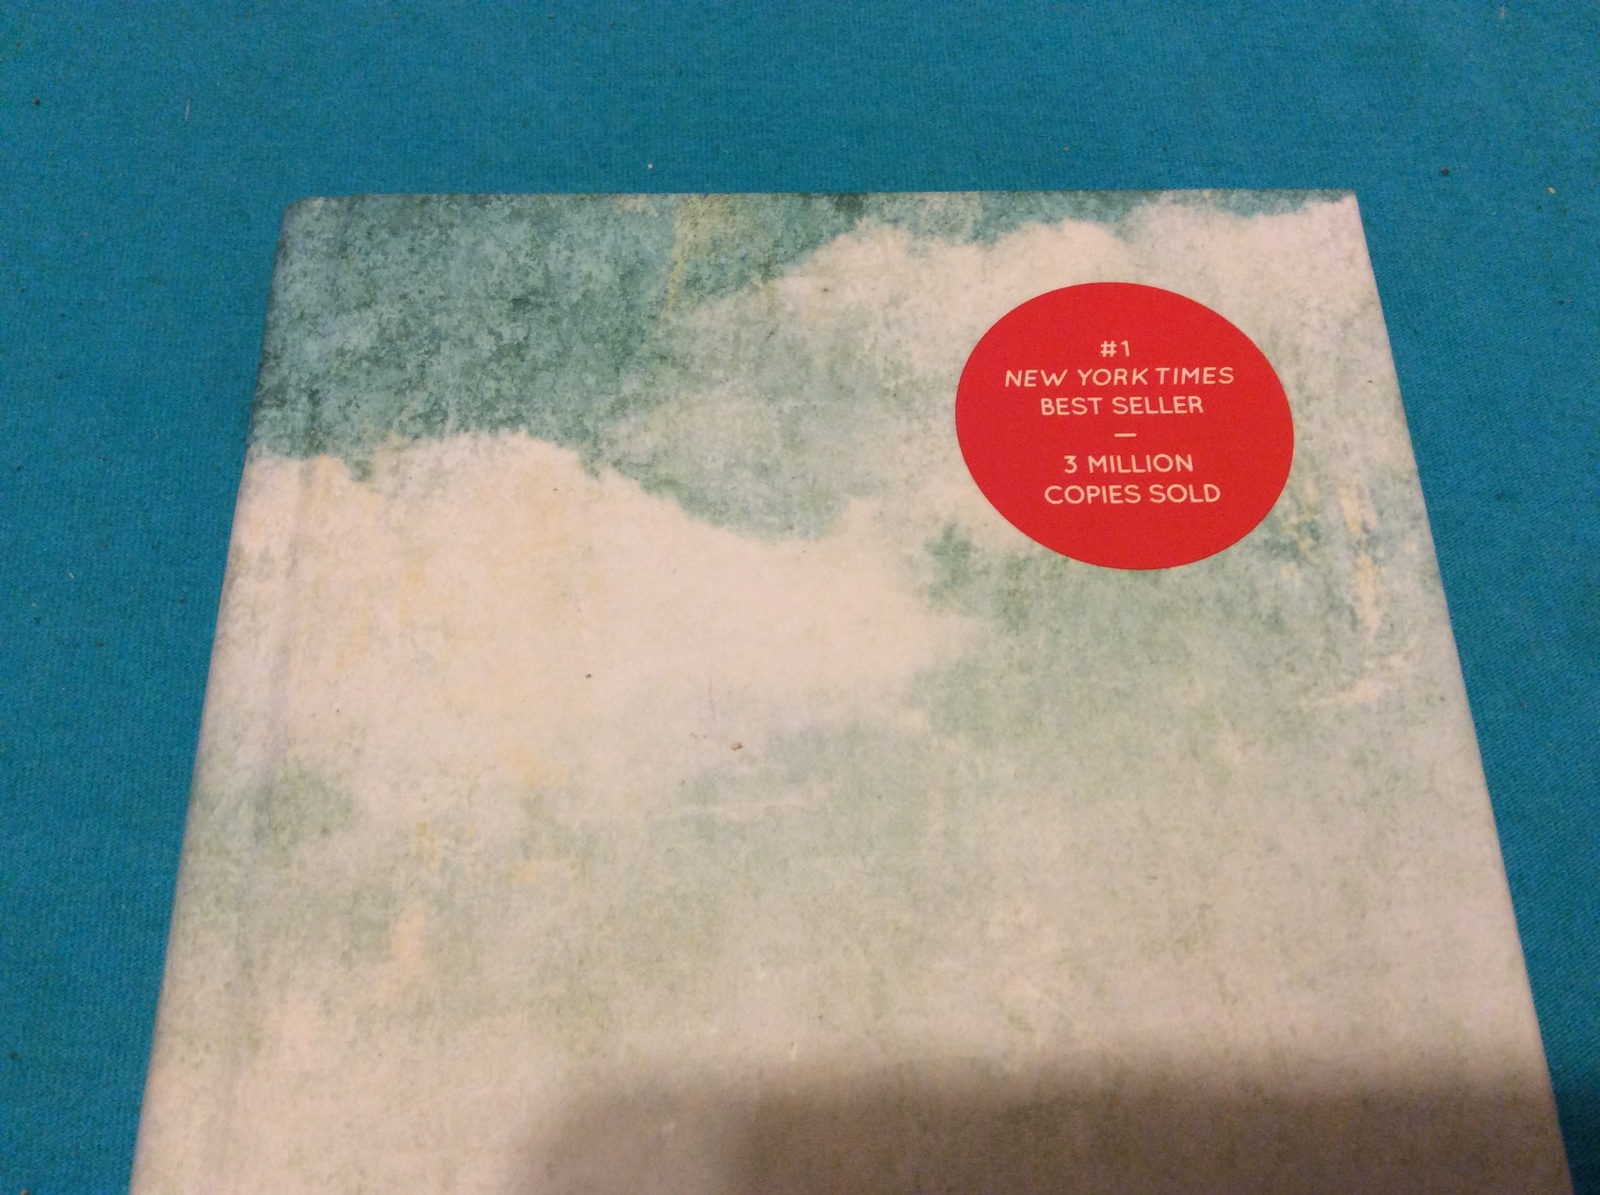 #1
NEW YORK TIMES
BEST SELLER
—
3 MILLION
COPIES SOLD